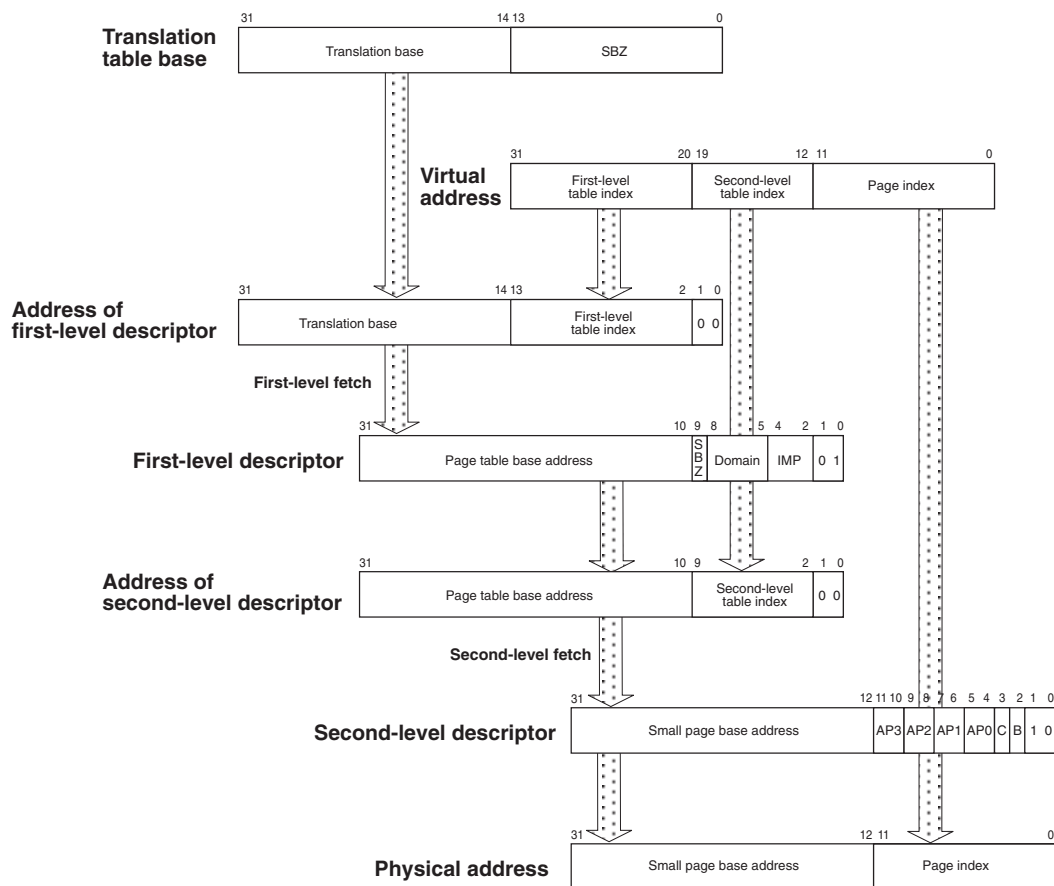 31 14 13 0
Translation
table base
Translation base SBZ
31 20 19 12 11 0
Virtual
address
First-level
table index
Second-level
table index
Page index
31 14 13 2 1 0
Address of
first-level descriptor
Translation base
First-level
table index
0 0
First-level fetch
31 10 9 8 5 4 2 1 0
First-level descriptor
Page table base address
S
B
Z
Domain IMP 0 1
31 10 9 2 1 0
Address of
second-level descriptor
Page table base address
Second-level
table index
0 0
Second-level fetch
31 12 11 10 9 8 7 6 5 4 3 2 1 0
Second-level descriptor
Small page base address AP3 AP2 AP1 AP0 C B 1 0
31 12 11 0
Physical address
Small page base address Page index